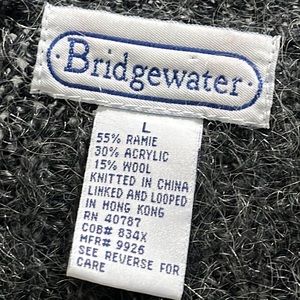 Bridgewater
L
55% RAMIE
30% ACRYLIC
15% WOOL
KNITTED IN CHINA
LINKED AND LOOPED
IN HONG KONG
RN 40787
COB# 834X
MFR# 9926
SEE REVERSE FOR
CARE